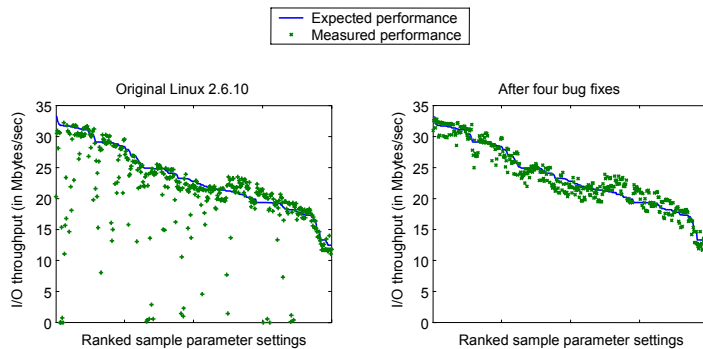 Expected performance
Measured performance
Original Linux 2.6.10
I/O throughput (in Mbytes/sec)
35
30
25
20
15
10
5
0
Ranked sample parameter settings
After four bug fixes
I/O throughput (in Mbytes/sec)
35
30
25
20
15
10
5
0
Ranked sample parameter settings